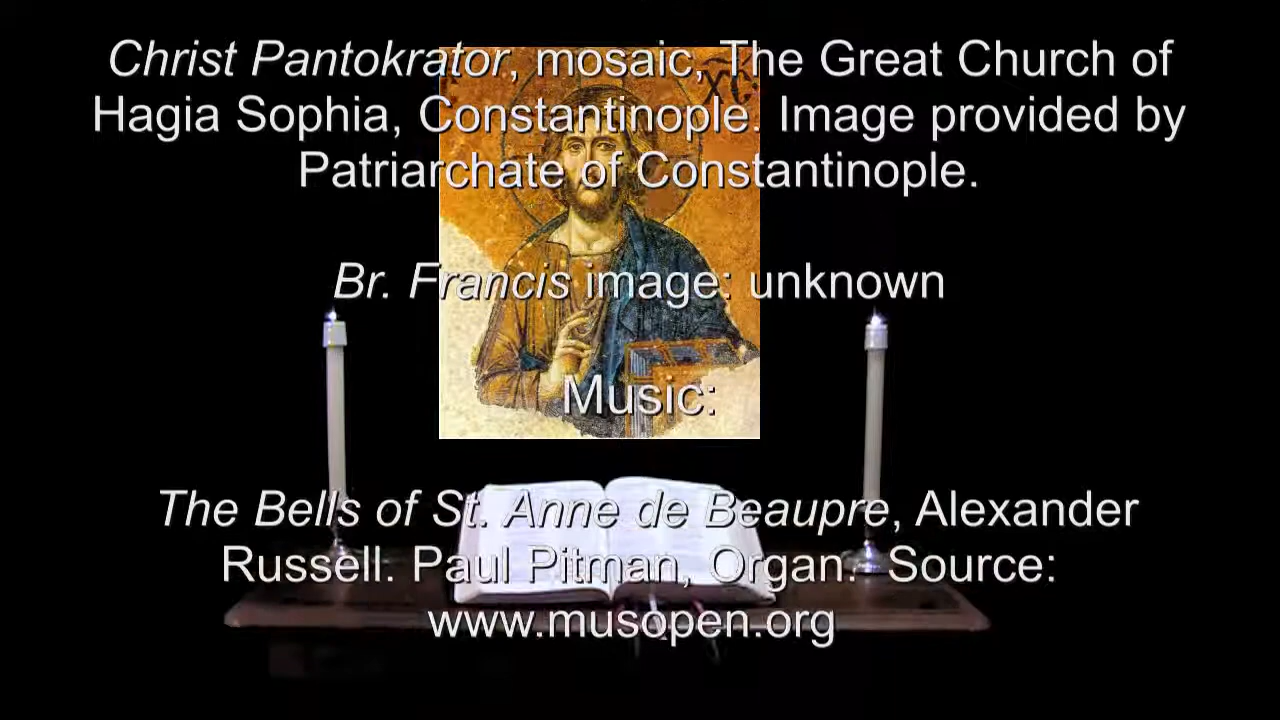 Christ Pantokrator, mosaic, The Great Church of
Hagia Sophia, Constantinople. Image provided by
Patriarchate of Constantinople.
Br. Francis image: unknown
Music:
The Bells of St. Anne de Beaupre, Alexander
Russell. Paul Pitman, Organ. Source:
www.musopen.org